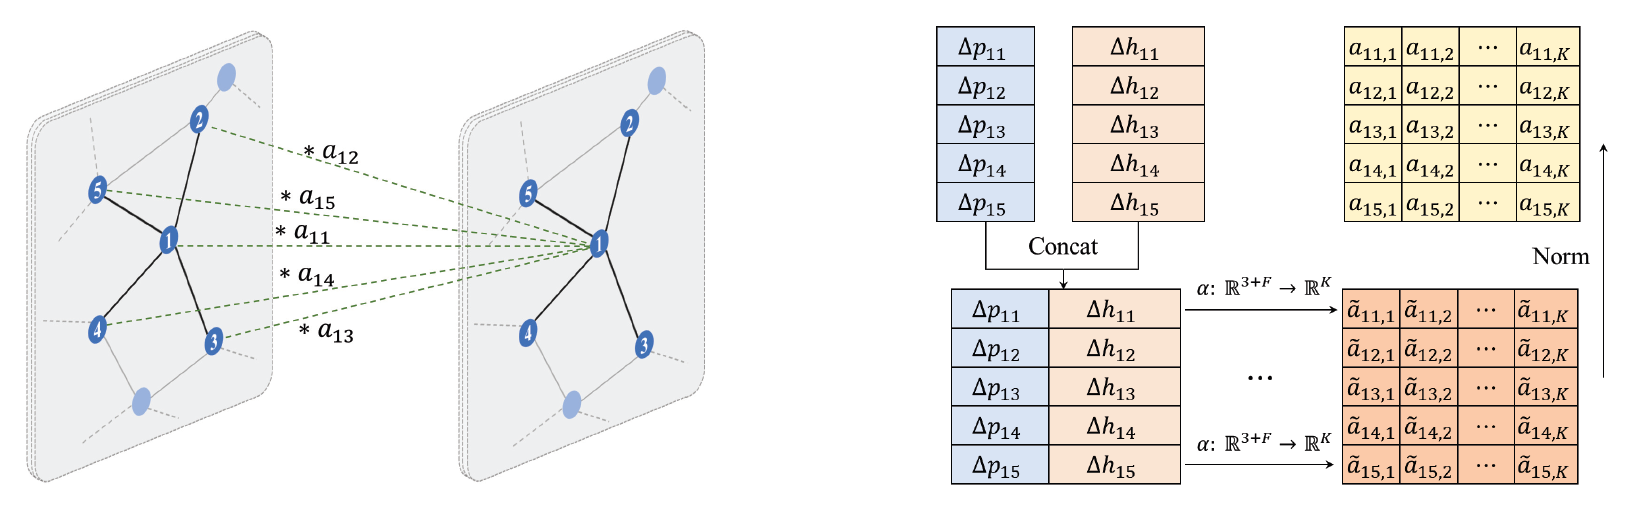 2
5
1
4
3
* a₁₂
* a₁₅
* a₁₁
* a₁₄
* a₁₃
2
5
1
4
3
Δp₁₁ Δh₁₁
Δp₁₂ Δh₁₂
Δp₁₃ Δh₁₃
Δp₁₄ Δh₁₄
Δp₁₅ Δh₁₅
Concat
Δp₁₁ Δh₁₁
Δp₁₂ Δh₁₂
Δp₁₃ Δh₁₃
Δp₁₄ Δh₁₄
Δp₁₅ Δh₁₅
α: ℝ³⁺ᶠ → ℝᴷ
...
α: ℝ³⁺ᶠ → ℝᴷ
a₁₁,₁ a₁₁,₂ ... a₁₁,K
a₁₂,₁ a₁₂,₂ ... a₁₂,K
a₁₃,₁ a₁₃,₂ ... a₁₃,K
a₁₄,₁ a₁₄,₂ ... a₁₄,K
a₁₅,₁ a₁₅,₂ ... a₁₅,K
Norm
ã₁₁,₁ ã₁₁,₂ ... ã₁₁,K
ã₁₂,₁ ã₁₂,₂ ... ã₁₂,K
ã₁₃,₁ ã₁₃,₂ ... ã₁₃,K
ã₁₄,₁ ã₁₄,₂ ... ã₁₄,K
ã₁₅,₁ ã₁₅,₂ ... ã₁₅,K